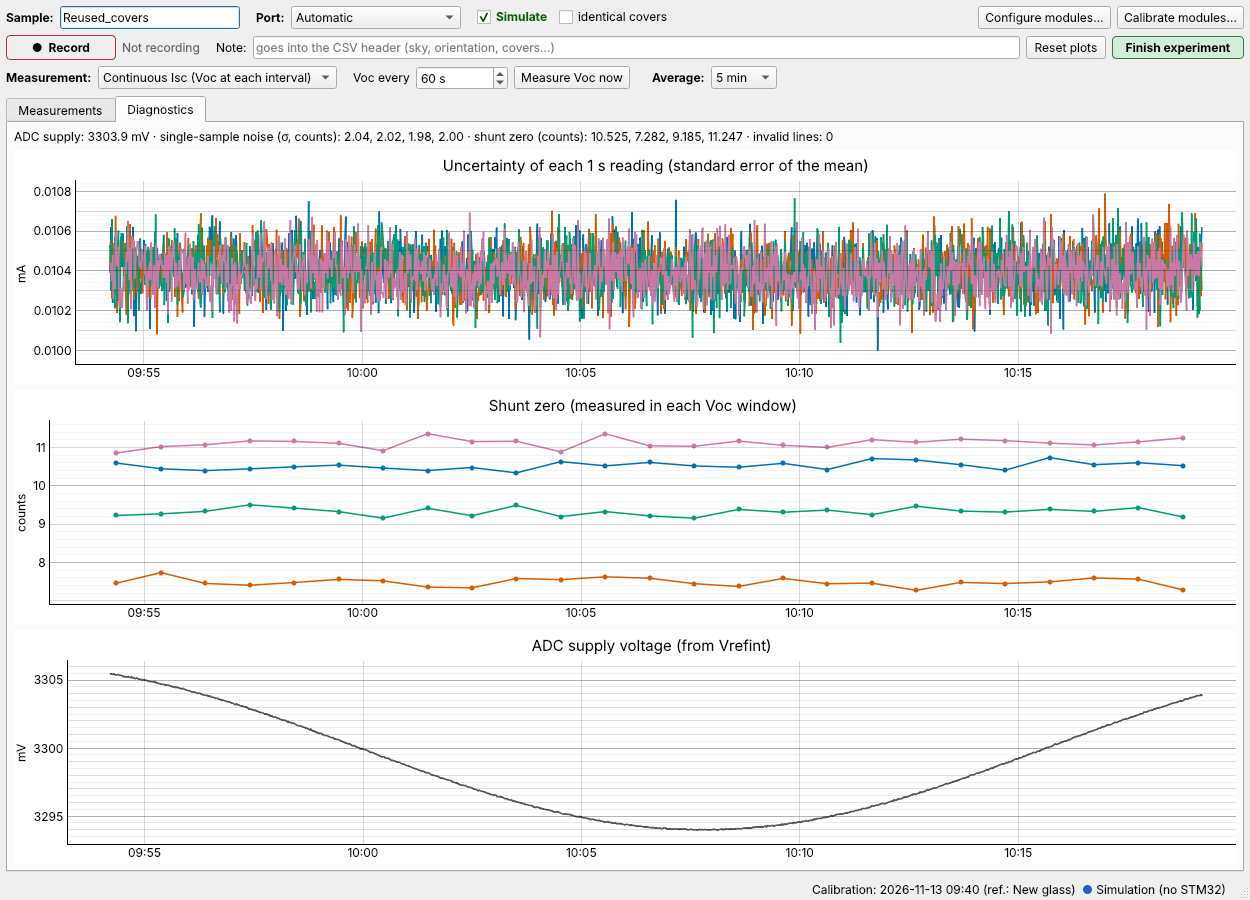 Sample: Reused_covers Port: Automatic Simulate identical covers Configure modules... Calibrate modules...
Record Not recording Note: goes into the CSV header (sky, orientation, covers...) Reset plots Finish experiment
Measurement: Continuous Isc (Voc at each interval) Voc every 60 s Measure Voc now Average: 5 min
Measurements Diagnostics
ADC supply: 3303.9 mV · single-sample noise (σ, counts): 2.04, 2.02, 1.98, 2.00 · shunt zero (counts): 10.525, 7.282, 9.185, 11.247 · invalid lines: 0
Uncertainty of each 1 s reading (standard error of the mean)
0.0108
0.0106
0.0104
0.0102
0.0100
mA
09:55 10:00 10:05 10:10 10:15
Shunt zero (measured in each Voc window)
11
10
9
8
counts
09:55 10:00 10:05 10:10 10:15
ADC supply voltage (from Vrefint)
3305
3300
3295
mV
09:55 10:00 10:05 10:10 10:15
Calibration: 2026-11-13 09:40 (ref.: New glass) Simulation (no STM32)